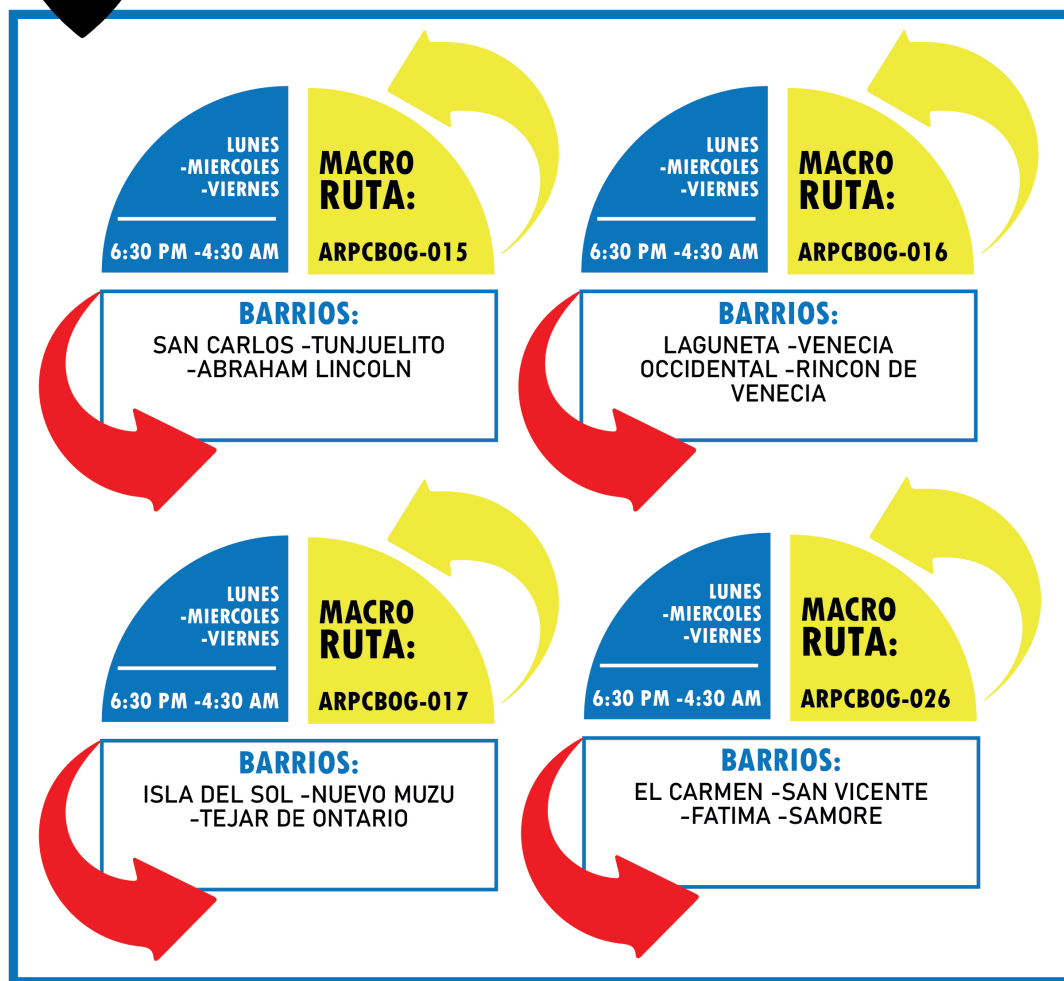 LUNES
-MIERCOLES
-VIERNES
6:30 PM -4:30 AM
MACRO
RUTA:
ARPCBOG-015
BARRIOS:
SAN CARLOS -TUNJUELITO
-ABRAHAM LINCOLN
LUNES
-MIERCOLES
-VIERNES
6:30 PM -4:30 AM
MACRO
RUTA:
ARPCBOG-016
BARRIOS:
LAGUNETA -VENECIA
OCCIDENTAL -RINCON DE
VENECIA
LUNES
-MIERCOLES
-VIERNES
6:30 PM -4:30 AM
MACRO
RUTA:
ARPCBOG-017
BARRIOS:
ISLA DEL SOL -NUEVO MUZU
-TEJAR DE ONTARIO
LUNES
-MIERCOLES
-VIERNES
6:30 PM -4:30 AM
MACRO
RUTA:
ARPCBOG-026
BARRIOS:
EL CARMEN -SAN VICENTE
-FATIMA -SAMORE